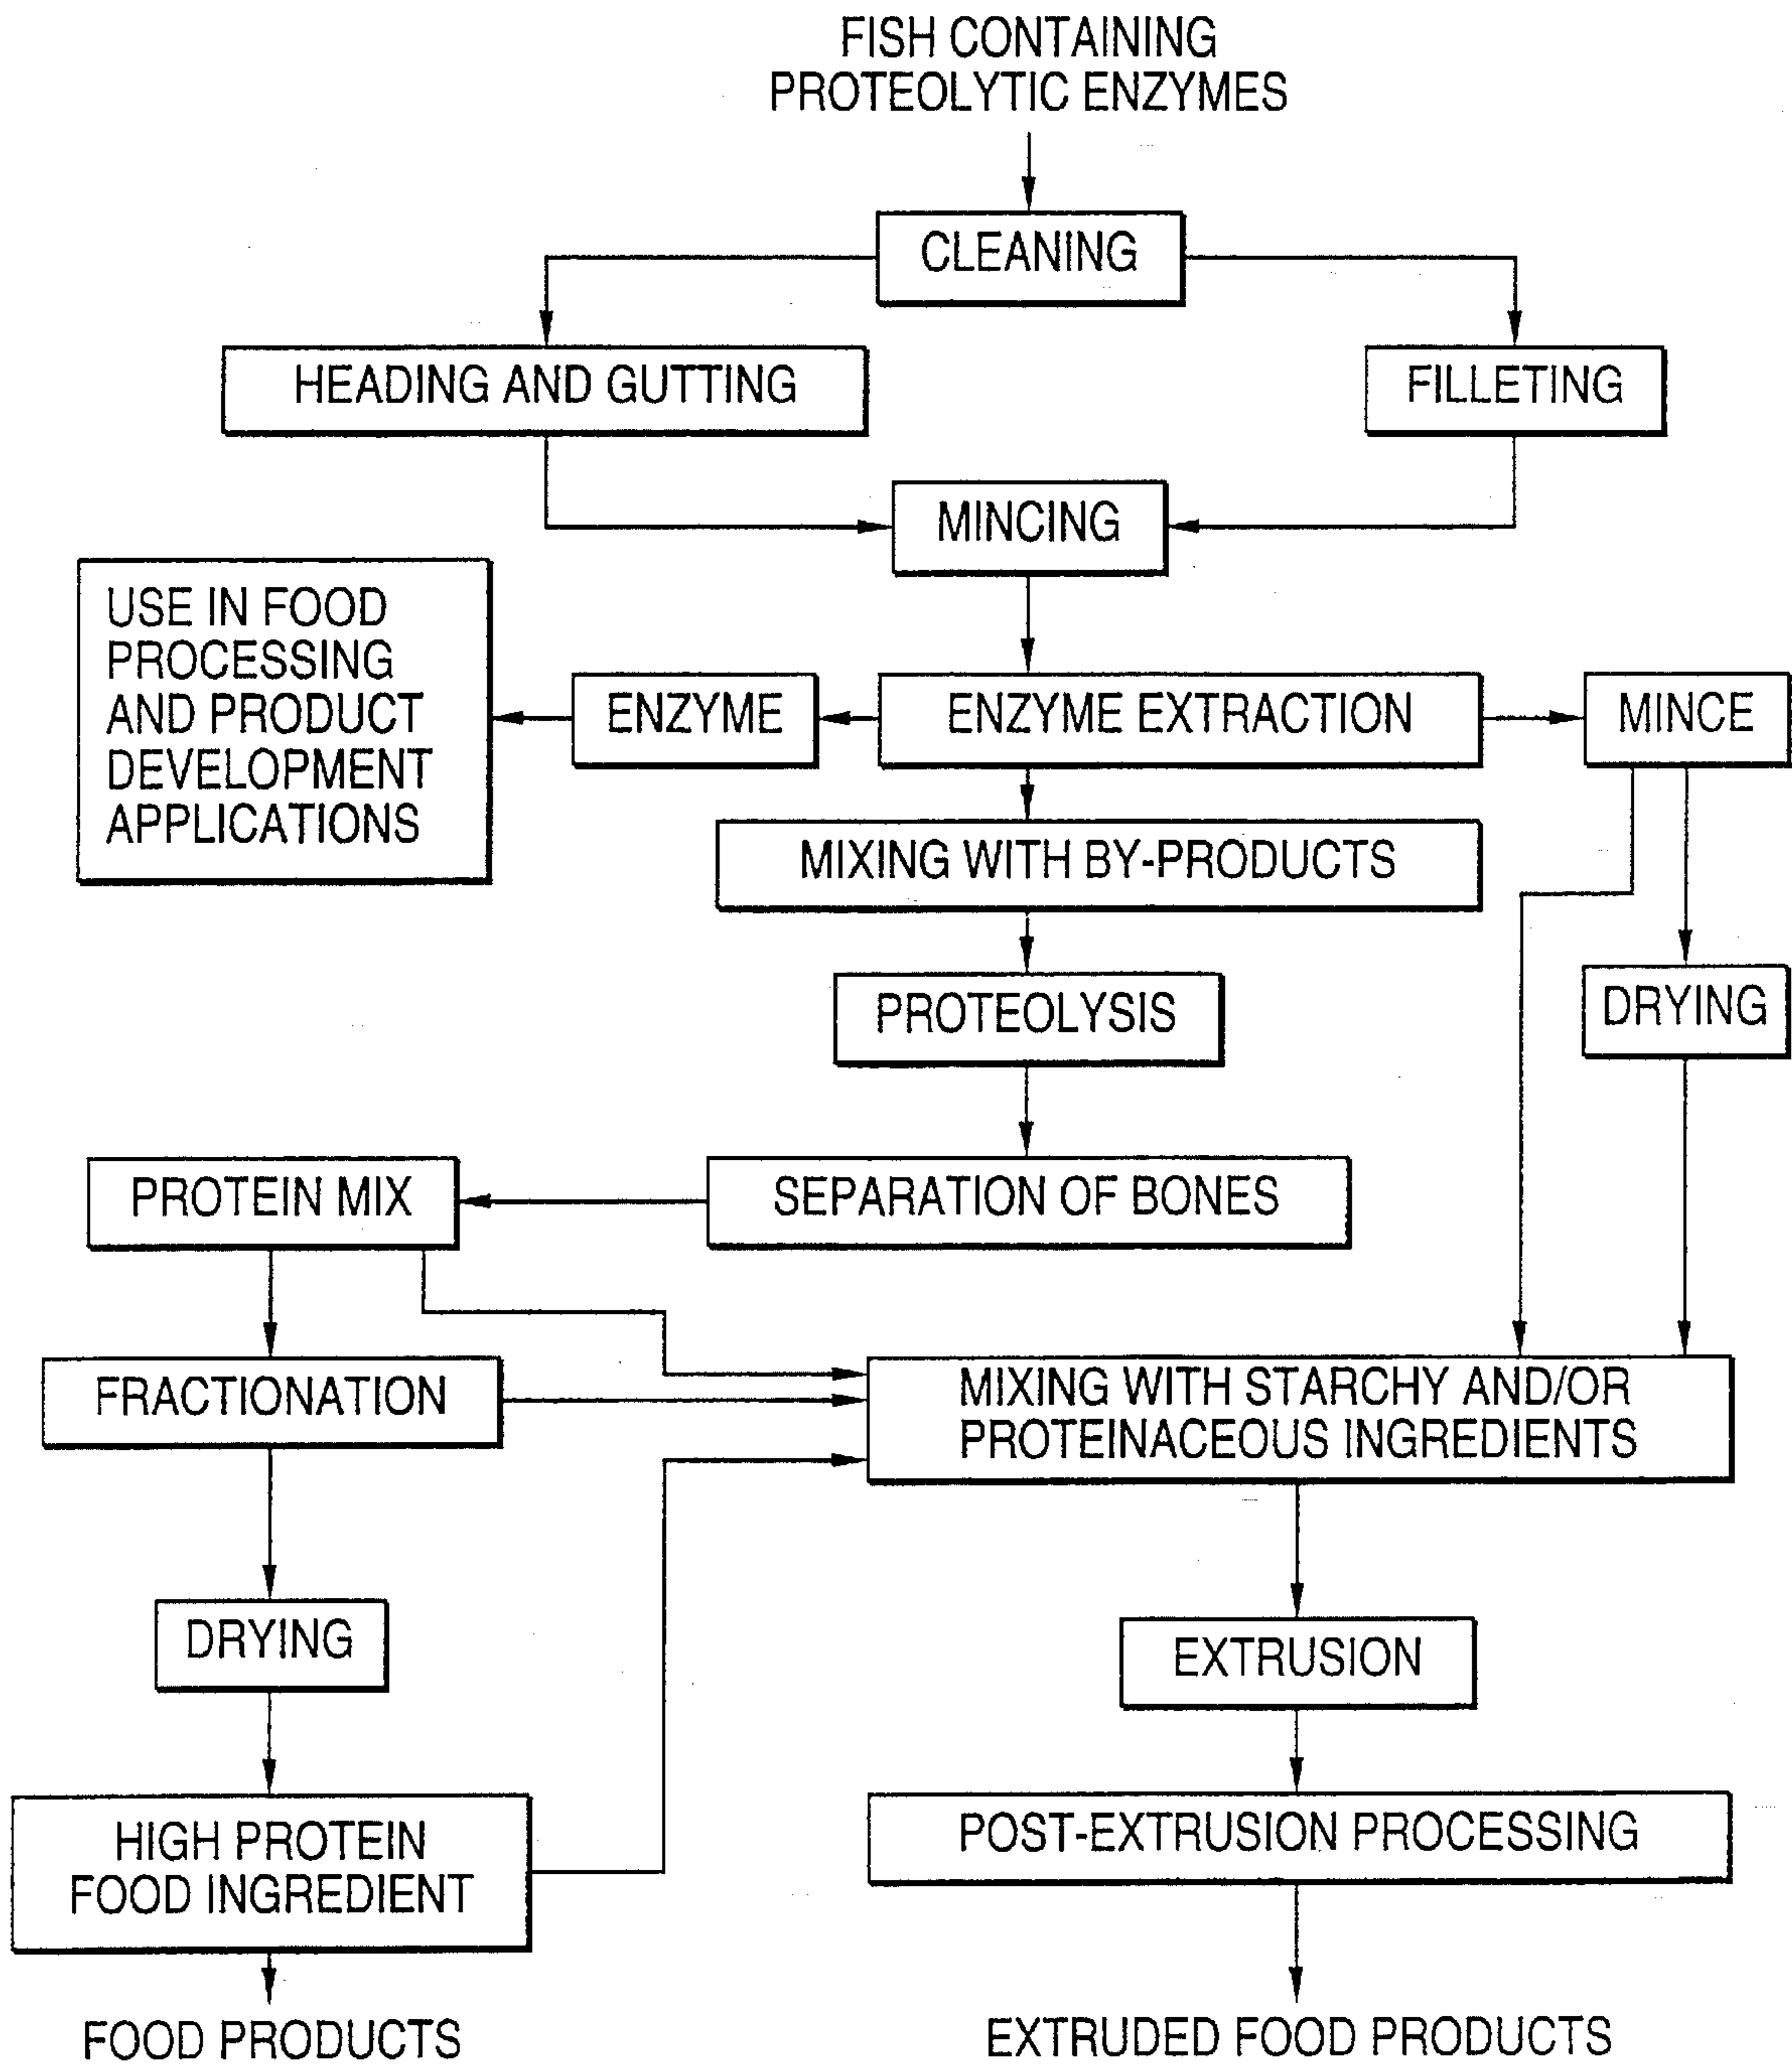 FISH CONTAINING
PROTEOLYTIC ENZYMES
CLEANING
HEADING AND GUTTING
FILLETING
MINCING
USE IN FOOD
PROCESSING
AND PRODUCT
DEVELOPMENT
APPLICATIONS
ENZYME
ENZYME EXTRACTION
MINCE
MIXING WITH BY-PRODUCTS
PROTEOLYSIS
DRYING
PROTEIN MIX
SEPARATION OF BONES
FRACTIONATION
MIXING WITH STARCHY AND/OR
PROTEINACEOUS INGREDIENTS
DRYING
EXTRUSION
HIGH PROTEIN
FOOD INGREDIENT
POST-EXTRUSION PROCESSING
FOOD PRODUCTS
EXTRUDED FOOD PRODUCTS